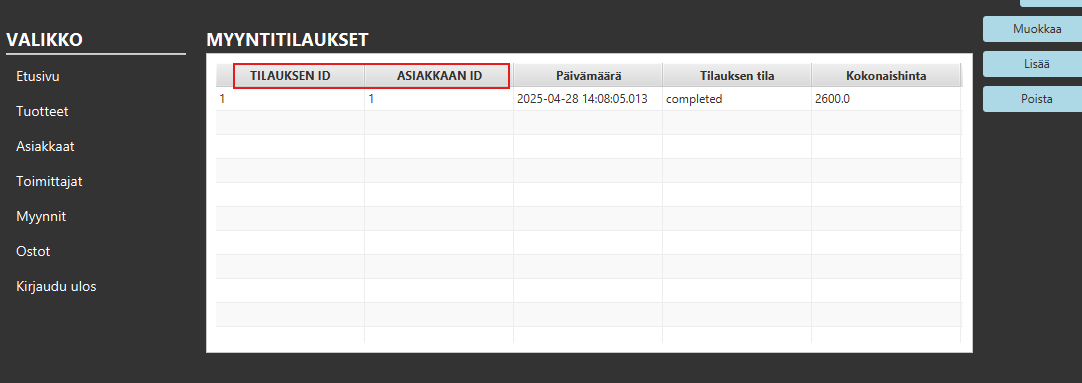 VALIKKO
Etusivu
Tuotteet
Asiakkaat
Toimittajat
Myynnit
Ostot
Kirjaudu ulos
MYYNTITILAUKSET
TILAUKSEN ID ASIAKKAAN ID Päivämäärä Tilauksen tila Kokonaishinta
1 1 2025-04-28 14:08:05.013 completed 2600.0
Muokkaa
Lisää
Poista